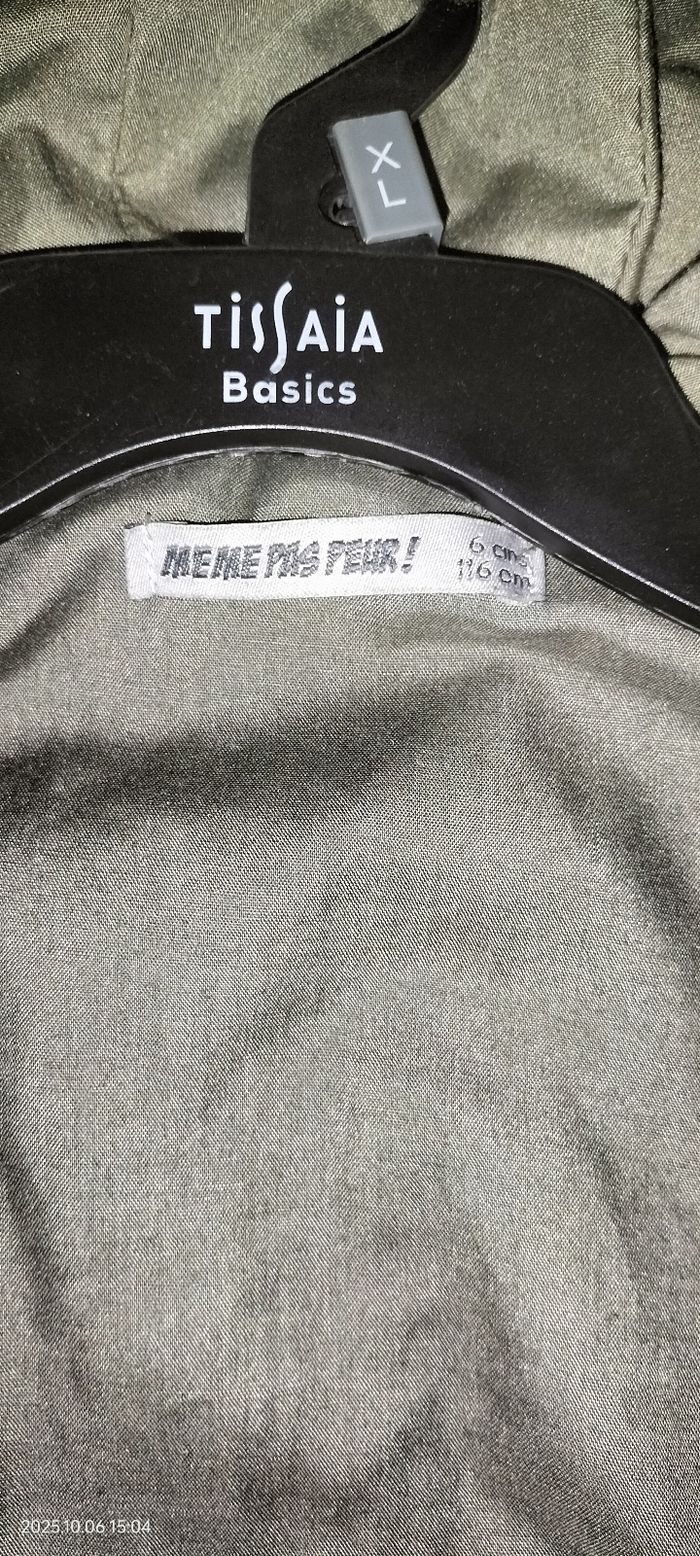 XL
TiSSAiA
Basics
MEME PAS PEUR!
6 ans
116 cm
2025.10.06 15:04